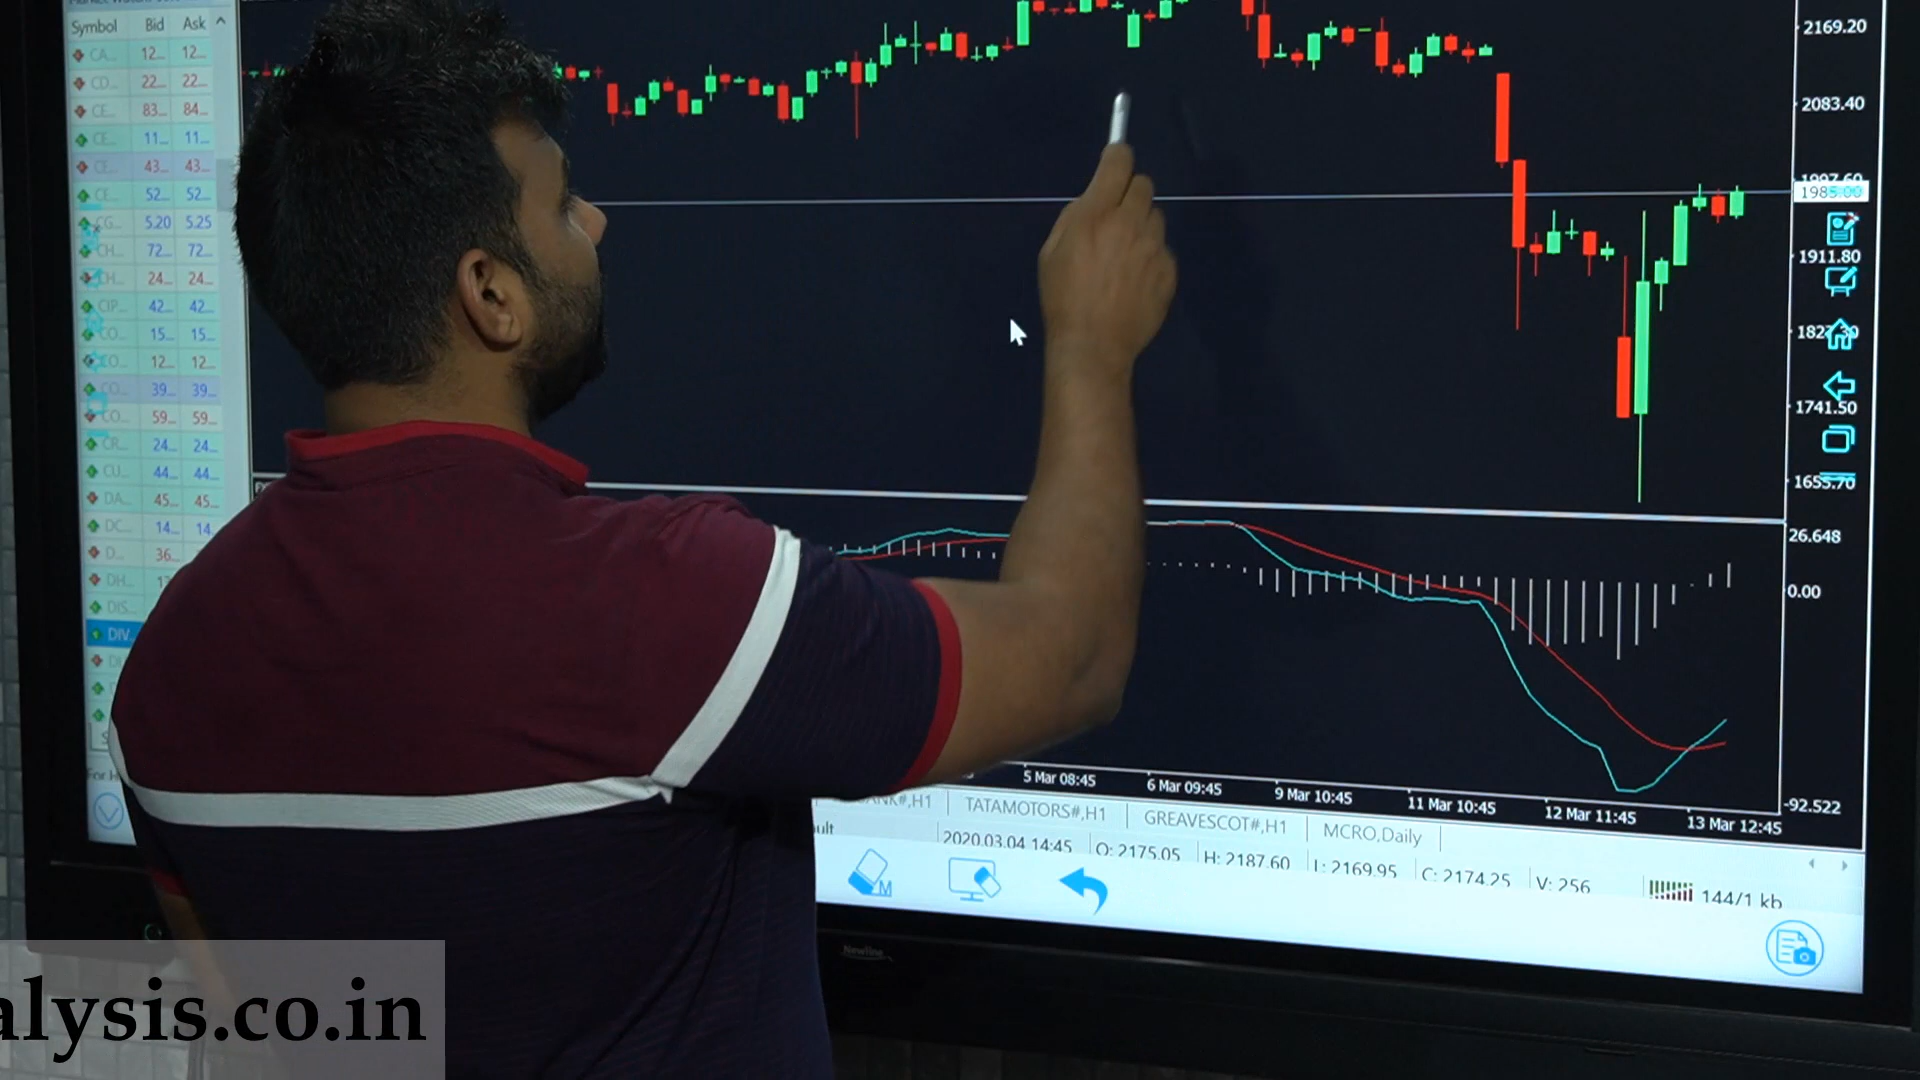 Symbol Bid Ask
CA... 12... 12...
CD... 22... 22...
CE... 83... 84...
CE... 11... 11...
CE... 43... 43...
CE... 52... 52...
CG... 5.20 5.25
CH... 72... 72...
CH... 24... 24...
CIP... 42... 42...
CO... 15... 15...
CO... 12... 12...
CO... 39... 39...
CO... 59... 59...
CR... 24... 24...
CU... 44... 44...
DA... 45... 45...
DC... 14... 14...
D... 36...
DH...
DIS...
DIV...
2169.20
2083.40
1997.60
1985.00
1911.80
1741.50
1655.70
26.648
0.00
-92.522
5 Mar 08:45 6 Mar 09:45 9 Mar 10:45 11 Mar 10:45 12 Mar 11:45 13 Mar 12:45
ANK#,H1 TATAMOTORS#,H1 GREAVESCOT#,H1 MCRO,Daily
ult 2020.03.04 14:45 O: 2175.05 H: 2187.60 L: 2169.95 C: 2174.25 V: 256 144/1 kb
M
Newline
alysis.co.in